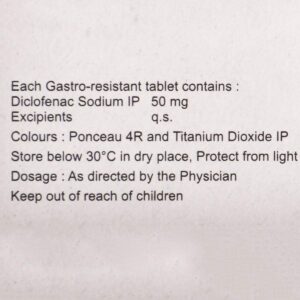 Each Gastro-resistant tablet contains :
Diclofenac Sodium IP 50 mg
Excipients q.s.
Colours : Ponceau 4R and Titanium Dioxide IP
Store below 30°C in dry place, Protect from light
Dosage : As directed by the Physician
Keep out of reach of children